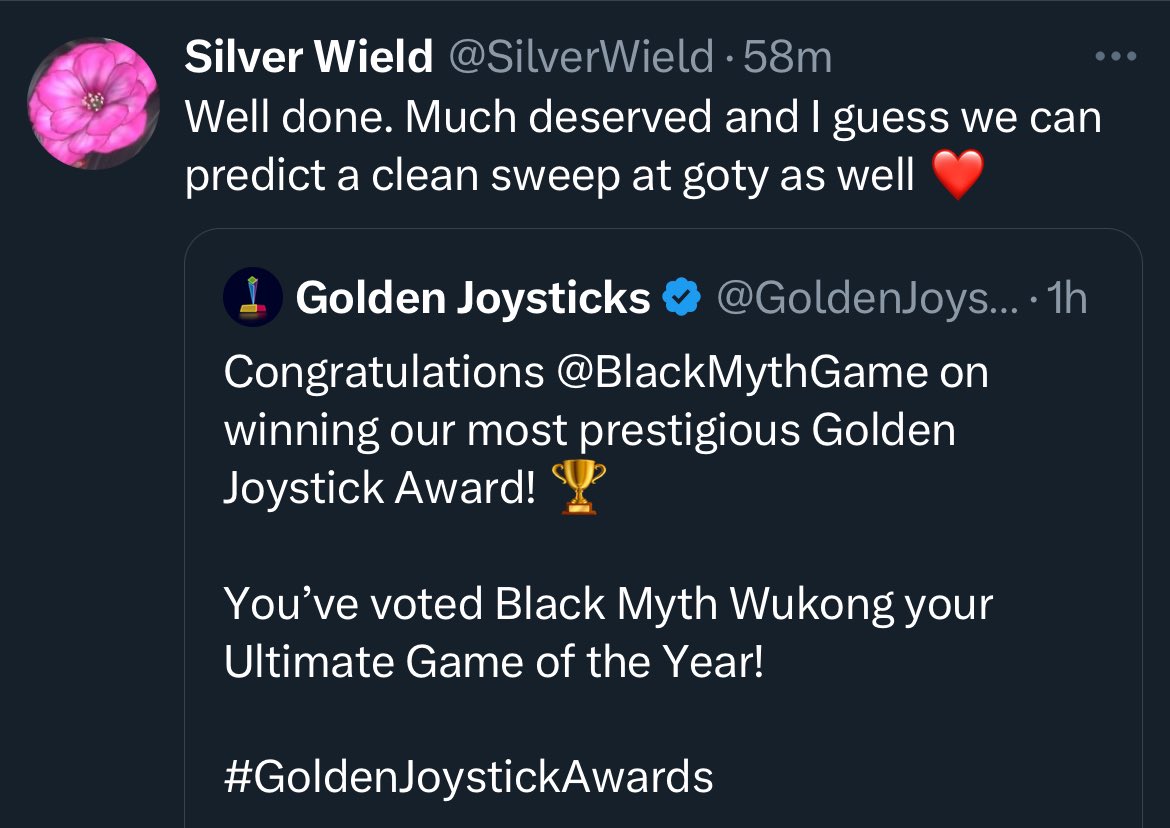 Silver Wield @SilverWield · 58m
Well done. Much deserved and I guess we can
predict a clean sweep at goty as well ❤️
Golden Joysticks @GoldenJoys... · 1h
Congratulations @BlackMythGame on
winning our most prestigious Golden
Joystick Award! 🏆
You’ve voted Black Myth Wukong your
Ultimate Game of the Year!
#GoldenJoystickAwards